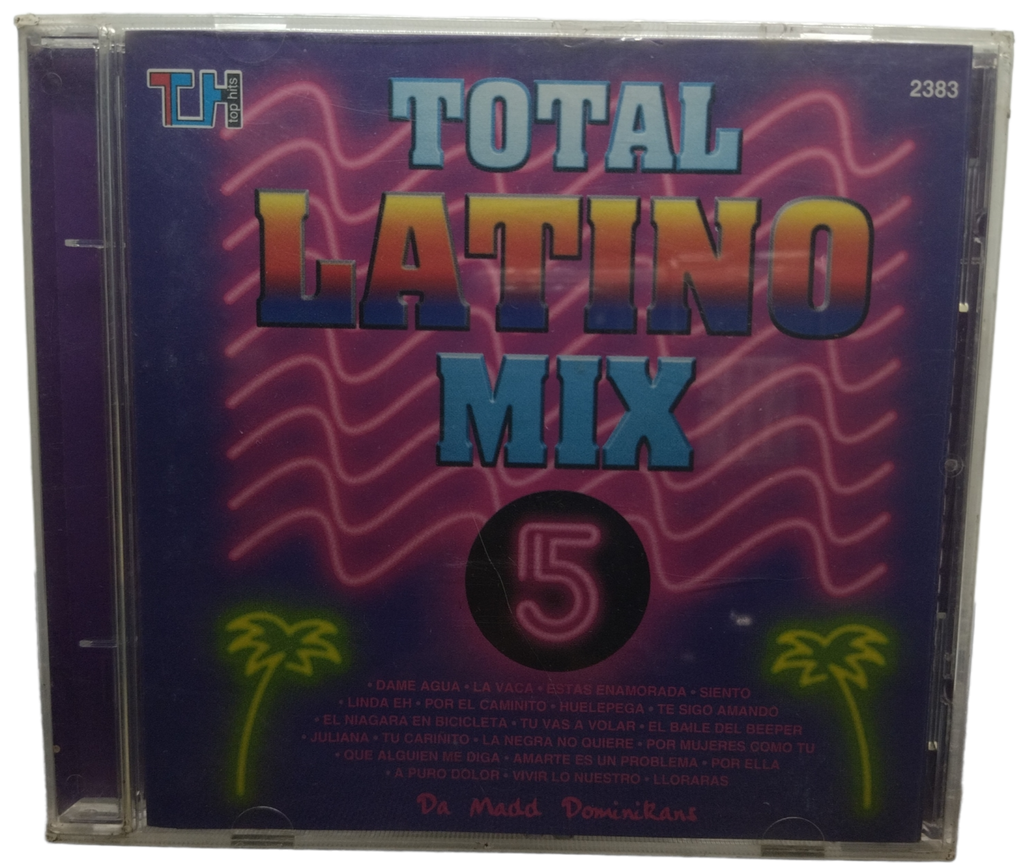 TH top hits
2383
TOTAL
LATINO
MIX
5
• DAME AGUA • LA VACA • ESTAS ENAMORADA • SIENTO
• LINDA EH • POR EL CAMIÑITO • HUELEPEGA • TE SIGO AMANDO
• EL NIAGARA EN BICICLETA • TU VAS A VOLAR • EL BAILE DEL BEEPER
• JULIANA • TU CARIÑITO • LA NEGRA NO QUIERE • POR MUJERES COMO TU
• QUE ALGUIEN ME DIGA • AMARTE ES UN PROBLEMA • POR ELLA
• A PURO DOLOR • VIVIR LO NUESTRO • LLORARAS
Da Madd Dominikans